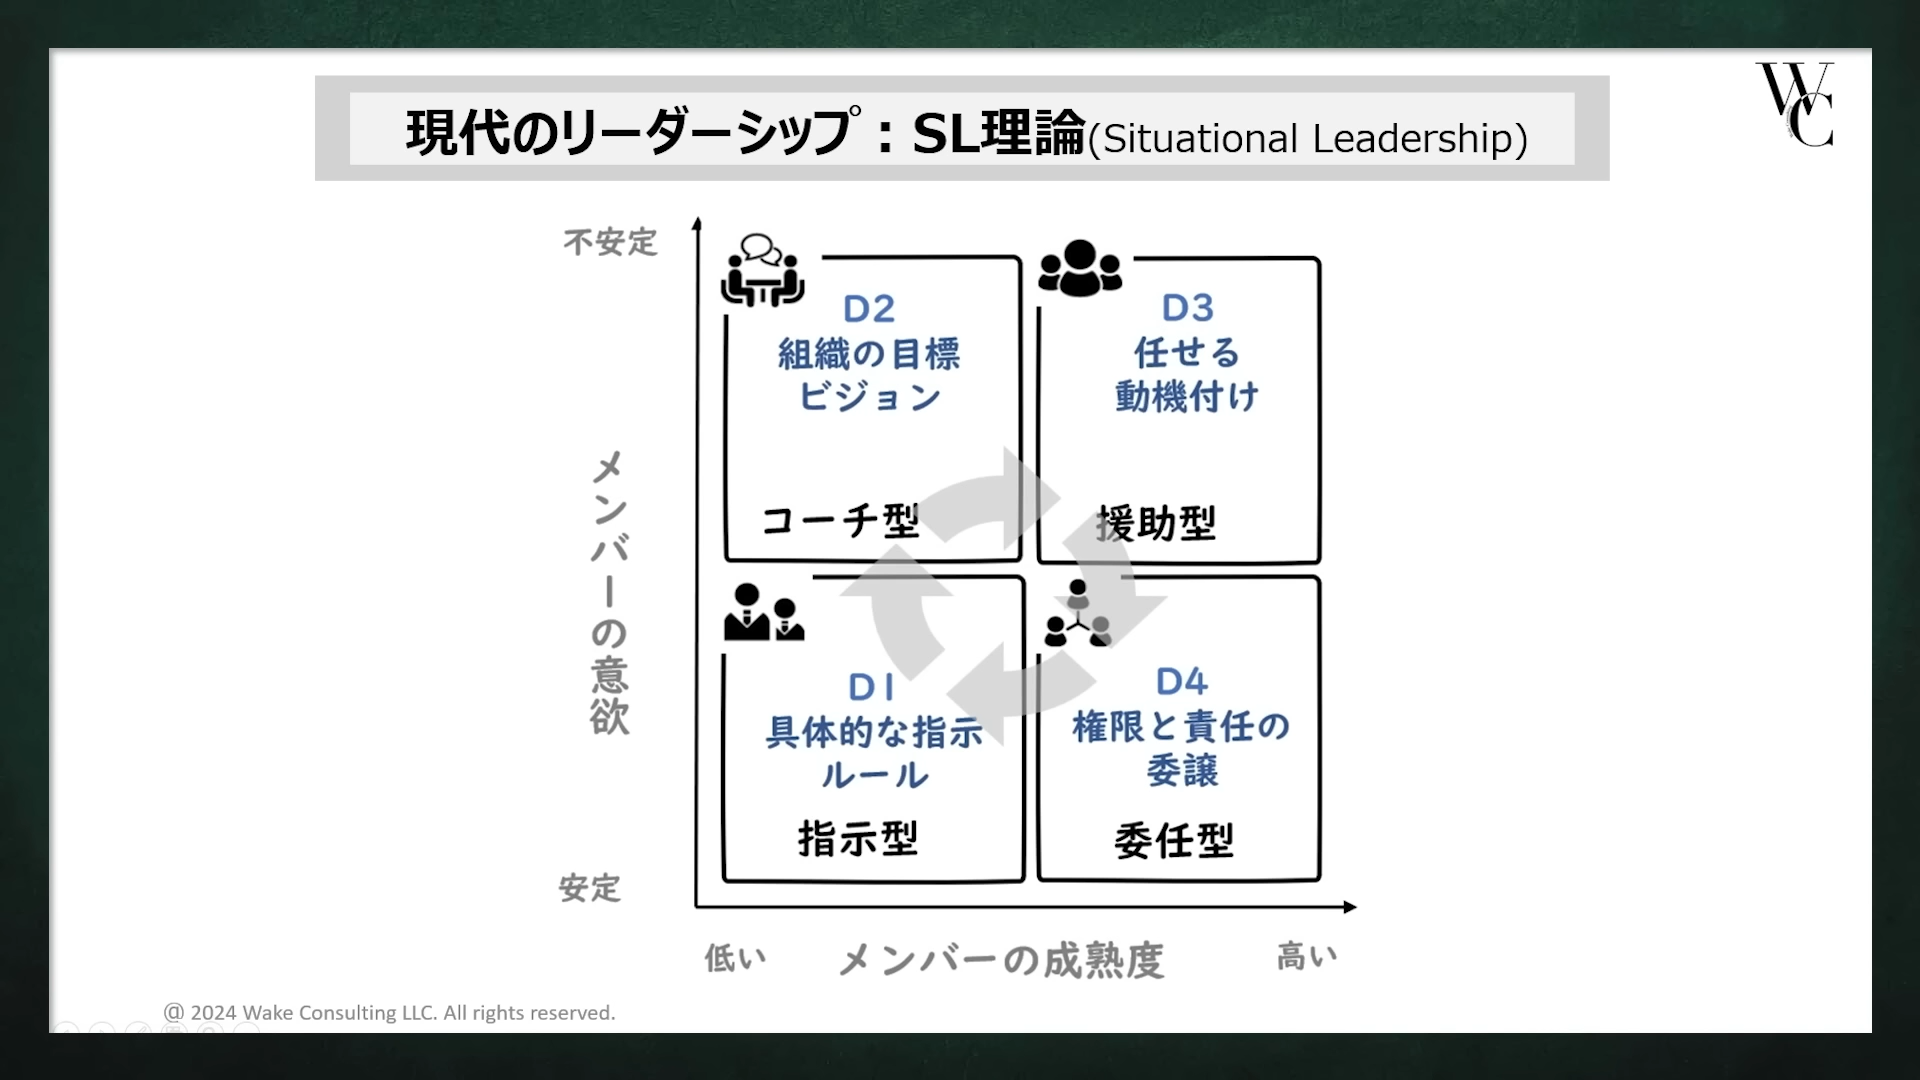 現代のリーダーシップ：SL理論(Situational Leadership)
WC
不安定
D2
組織の目標
ビジョン
コーチ型
D3
任せる
動機付け
援助型
メンバーの意欲
D1
具体的な指示
ルール
指示型
D4
権限と責任の
委譲
委任型
安定
低い
メンバーの成熟度
高い
@ 2024 Wake Consulting LLC. All rights reserved.